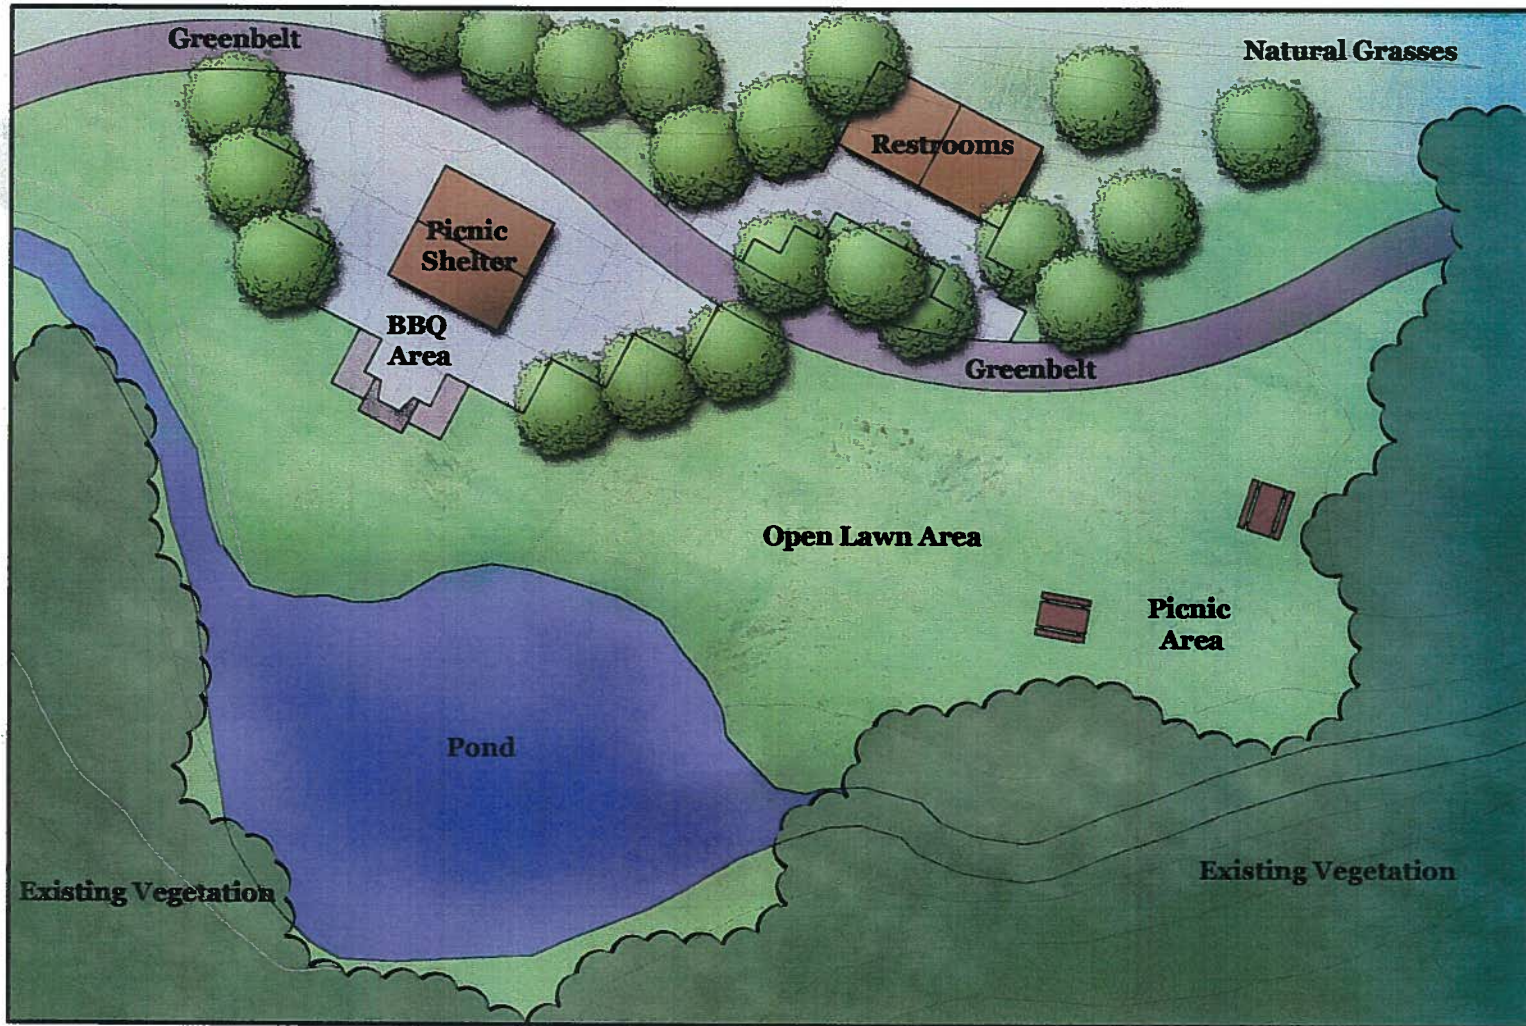 Greenbelt
Natural Grasses
Restrooms
Picnic
Shelter
BBQ
Area
Greenbelt
Open Lawn Area
Picnic
Area
Pond
Existing Vegetation
Existing Vegetation